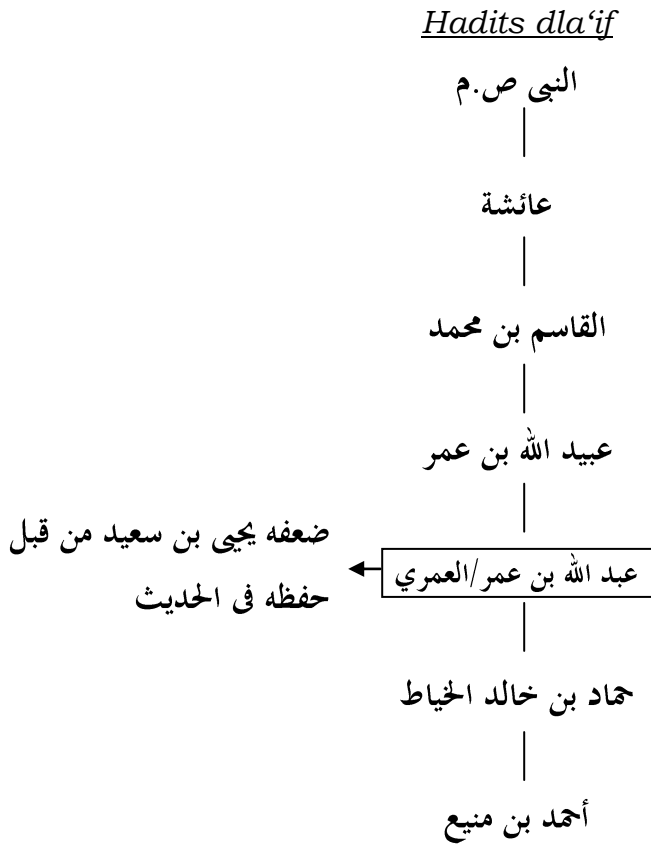 Hadits dla‘if
النبى ص.م
عائشة
القاسم بن محمد
عبيد الله بن عمر
ضعفه يحيى بن سعيد من قبل
حفظه فى الحديث
عبد الله بن عمر/العمري
حماد بن خالد الخياط
أحمد بن منيع